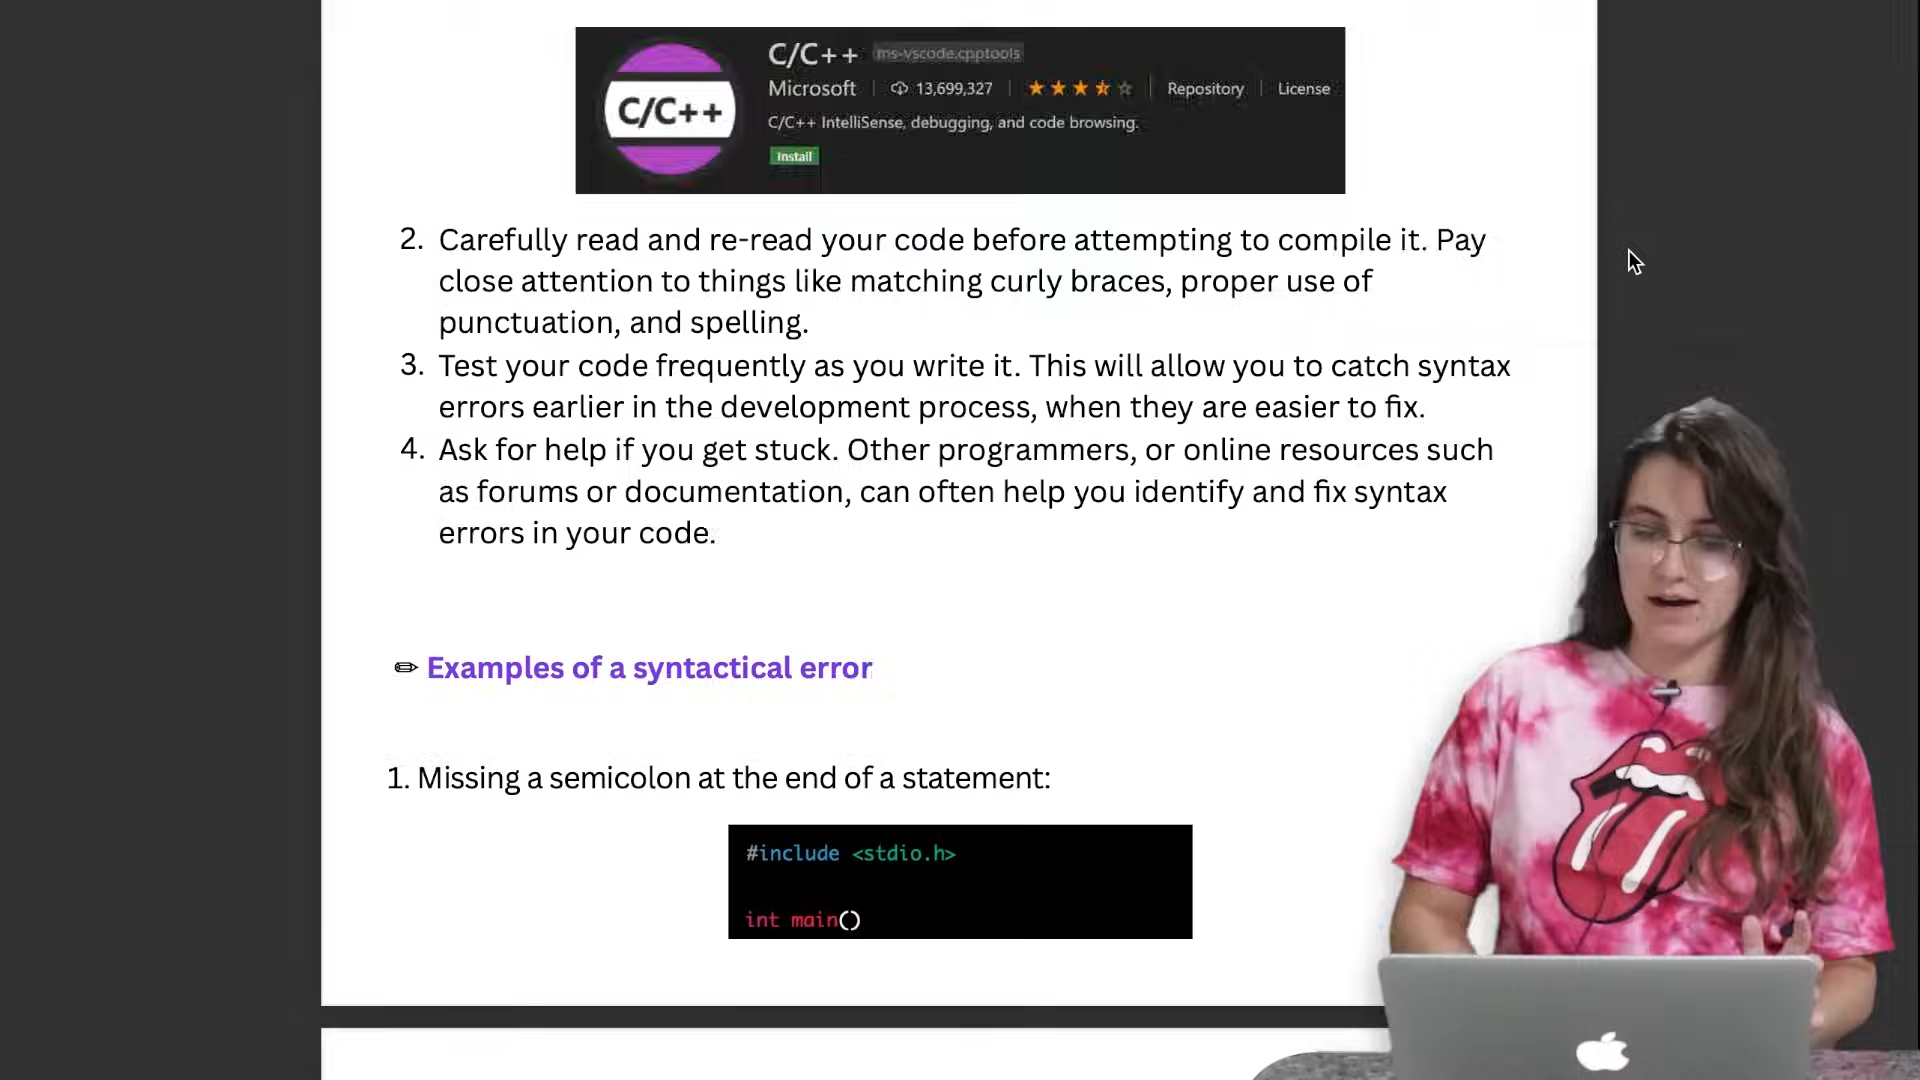 C/C++ ms-vscode.cpptools
Microsoft 13,699,327 Repository License
C/C++
C/C++ IntelliSense, debugging, and code browsing.
Install
2. Carefully read and re-read your code before attempting to compile it. Pay
close attention to things like matching curly braces, proper use of
punctuation, and spelling.
3. Test your code frequently as you write it. This will allow you to catch syntax
errors earlier in the development process, when they are easier to fix.
4. Ask for help if you get stuck. Other programmers, or online resources such
as forums or documentation, can often help you identify and fix syntax
errors in your code.
✏ Examples of a syntactical error
1. Missing a semicolon at the end of a statement:
#include <stdio.h>
int main()